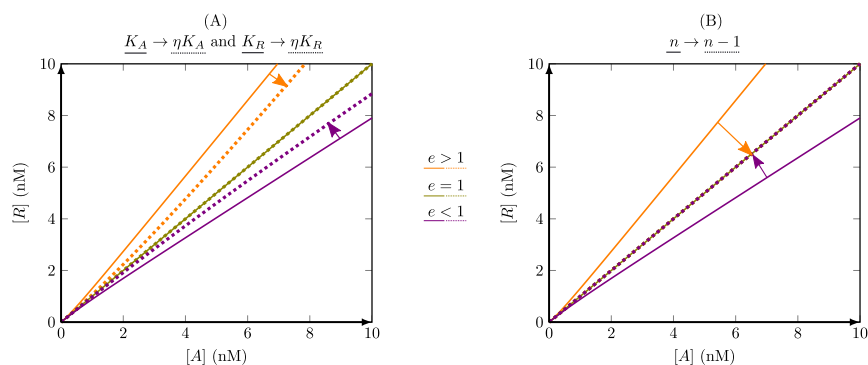 (A)
K_A → ηK_A and K_R → ηK_R
10
8
6
4
2
0
0 2 4 6 8 10
[R] (nM)
[A] (nM)
e > 1
e = 1
e < 1
(B)
n → n − 1
10
8
6
4
2
0
0 2 4 6 8 10
[R] (nM)
[A] (nM)